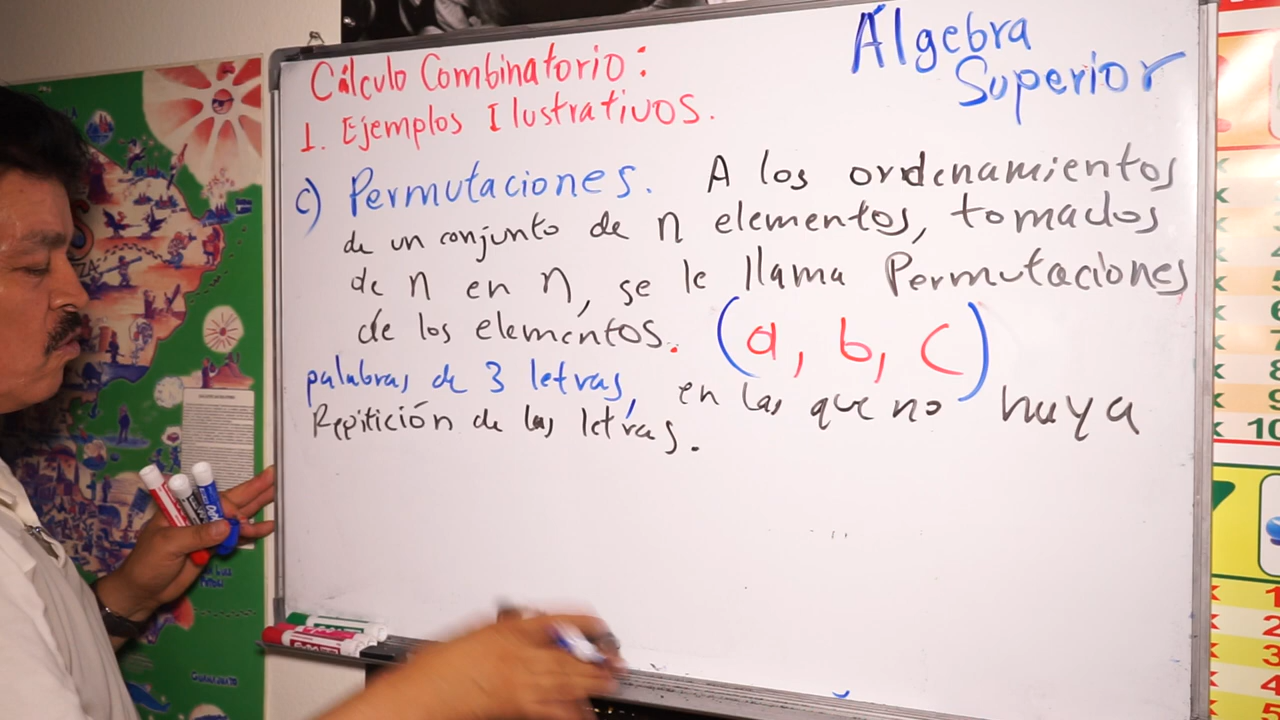 Álgebra
Superior
Cálculo Combinatorio:
1. Ejemplos Ilustrativos.
c) Permutaciones. A los ordenamientos
de un conjunto de n elementos, tomados
de n en n, se le llama Permutaciones
de los elementos. (a, b, c)
palabras de 3 letras, en las que no haya
Repitición de las letras.